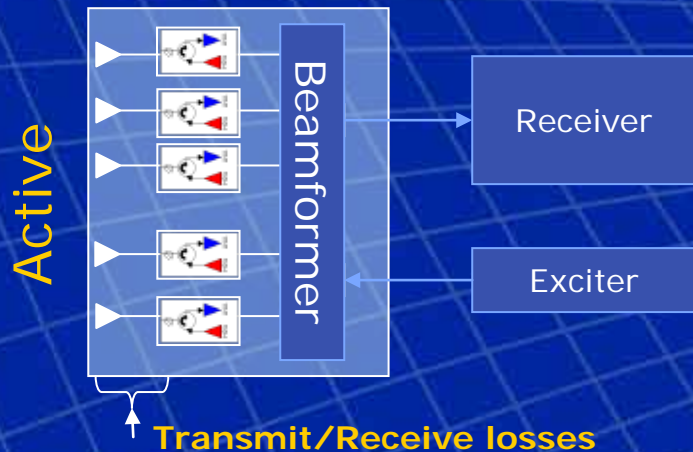 Active
Beamformer
Receiver
Exciter
Transmit/Receive losses